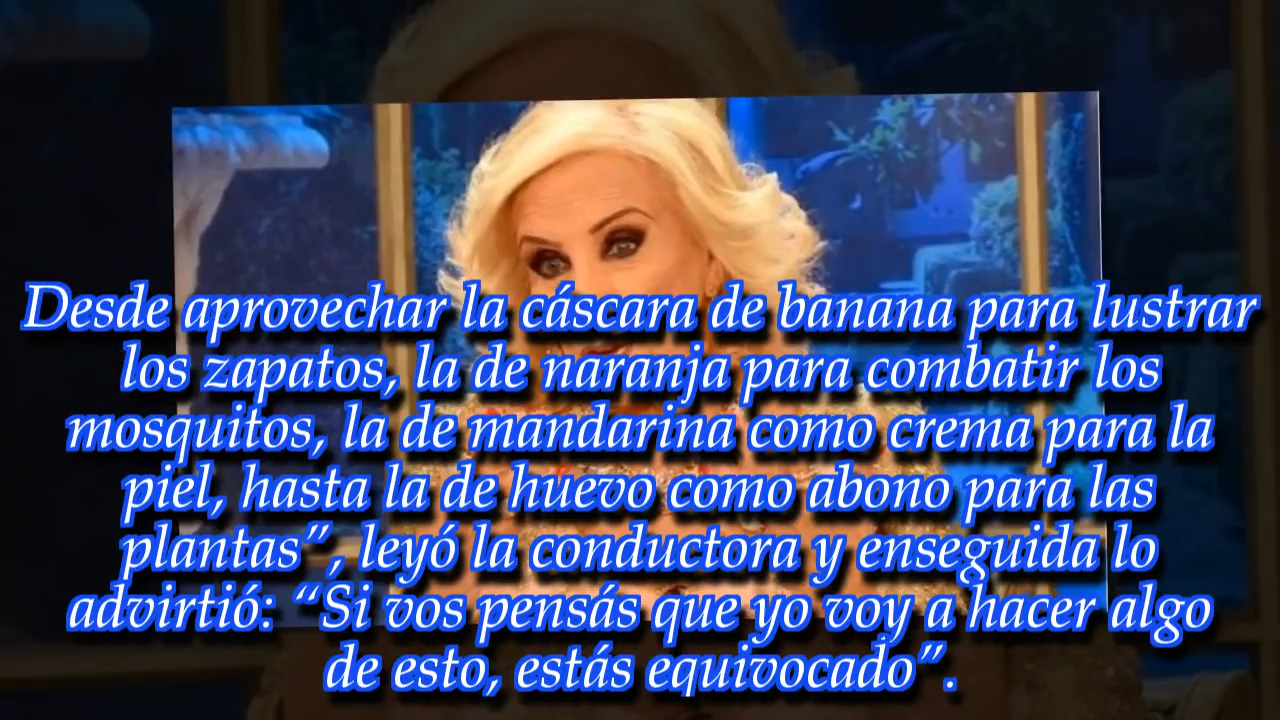 Desde aprovechar la cáscara de banana para lustrar
los zapatos, la de naranja para combatir los
mosquitos, la de mandarina como crema para la
piel, hasta la de huevo como abono para las
plantas”, leyó la conductora y enseguida lo
advirtió: “Si vos pensás que yo voy a hacer algo
de esto, estás equivocado”.